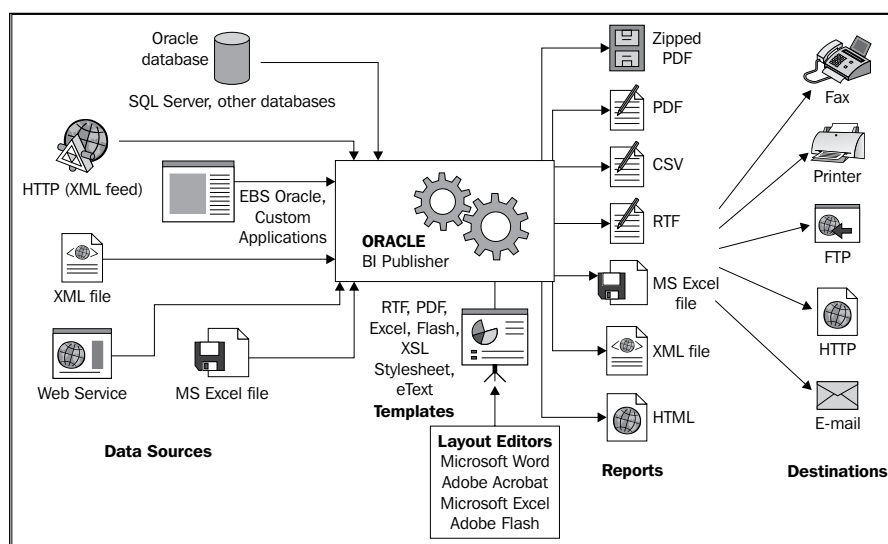 Oracle
database
SQL Server, other databases
HTTP (XML feed)
EBS Oracle,
Custom
Applications
XML file
Web Service
MS Excel file
Data Sources
ORACLE
BI Publisher
RTF, PDF,
Excel, Flash,
XSL
Stylesheet,
eText
Templates
Layout Editors
Microsoft Word
Adobe Acrobat
Microsoft Excel
Adobe Flash
Zipped
PDF
PDF
CSV
RTF
MS Excel
file
XML file
HTML
Reports
Fax
Printer
FTP
HTTP
E-mail
Destinations